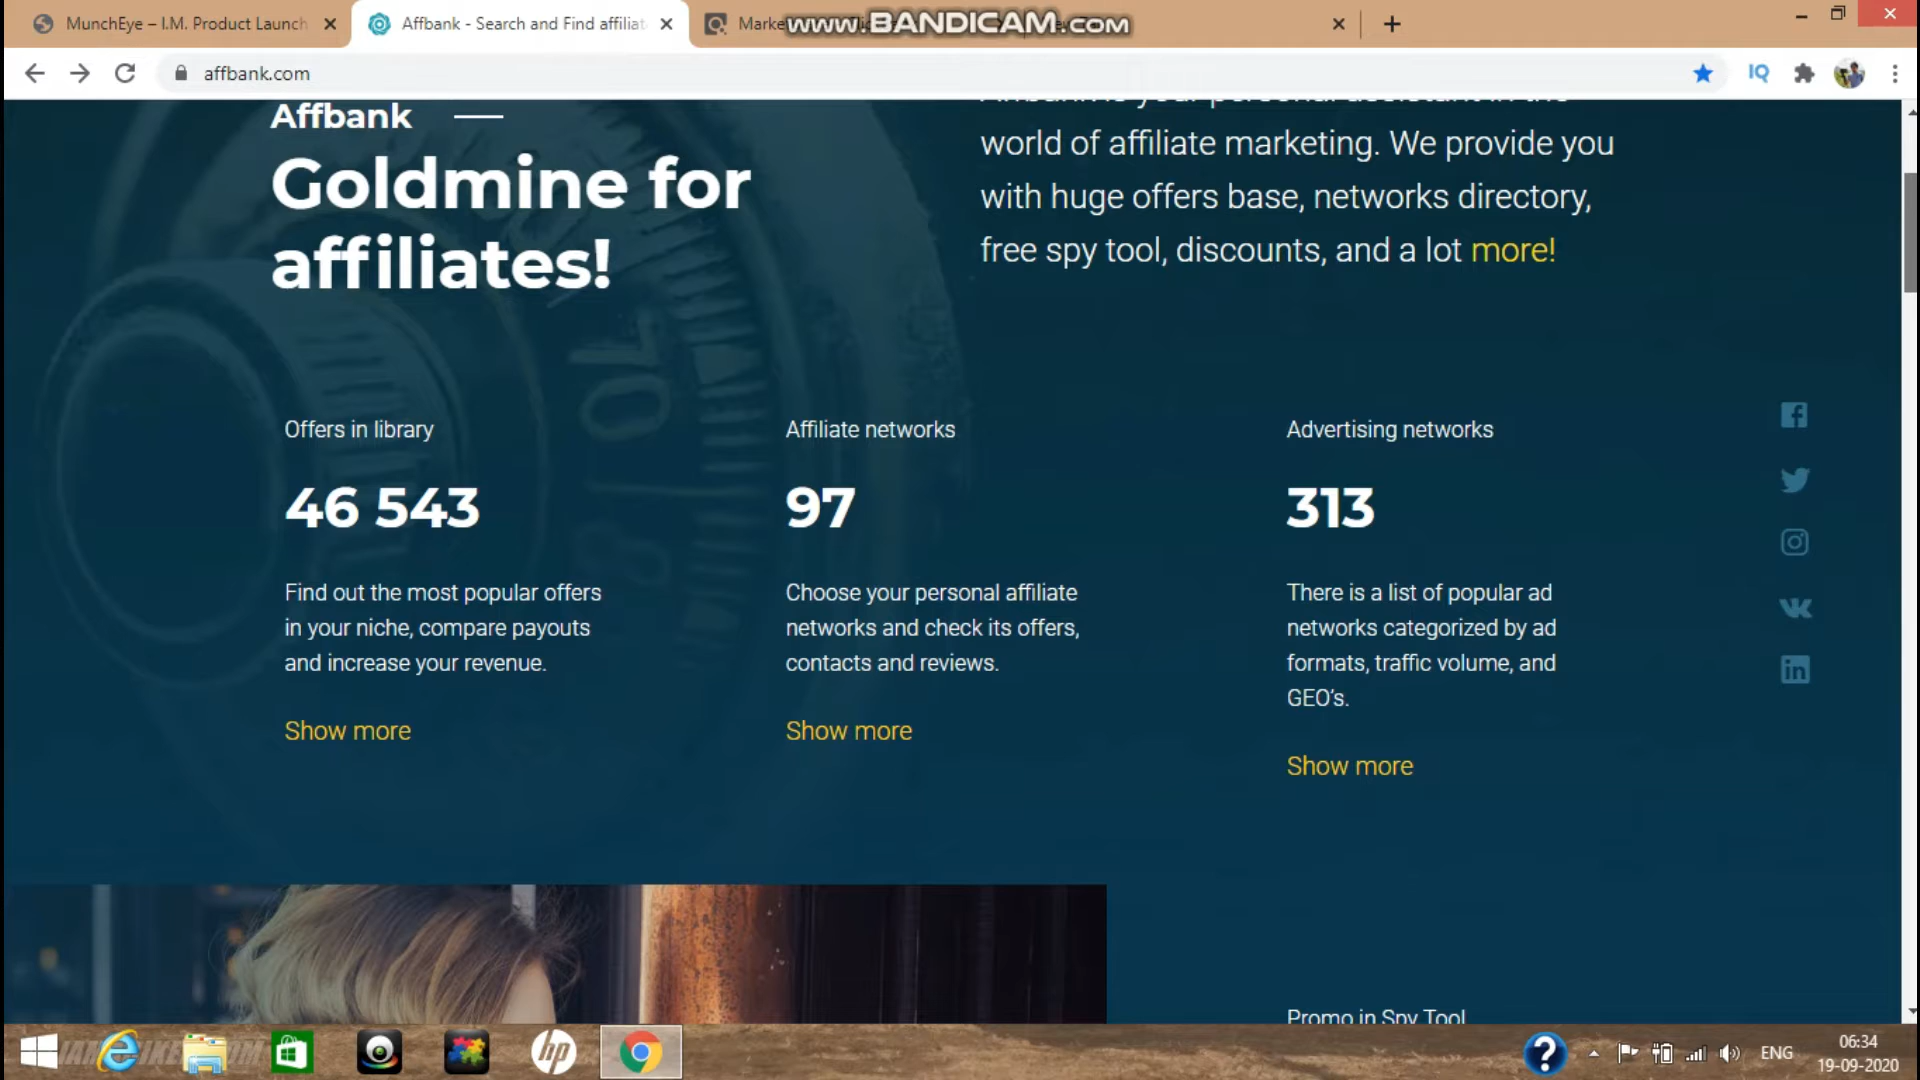 MunchEye – I.M. Product Launch
Affbank - Search and Find affiliat
Marke
www.BANDICAM.com
affbank.com
IQ
Affbank
Goldmine for
affiliates!
world of affiliate marketing. We provide you
with huge offers base, networks directory,
free spy tool, discounts, and a lot more!
Offers in library
46 543
Find out the most popular offers
in your niche, compare payouts
and increase your revenue.
Show more
Affiliate networks
97
Choose your personal affiliate
networks and check its offers,
contacts and reviews.
Show more
Advertising networks
313
There is a list of popular ad
networks categorized by ad
formats, traffic volume, and
GEO's.
Show more
Promo in Spy Tool
hp
ENG
06:34
19-09-2020